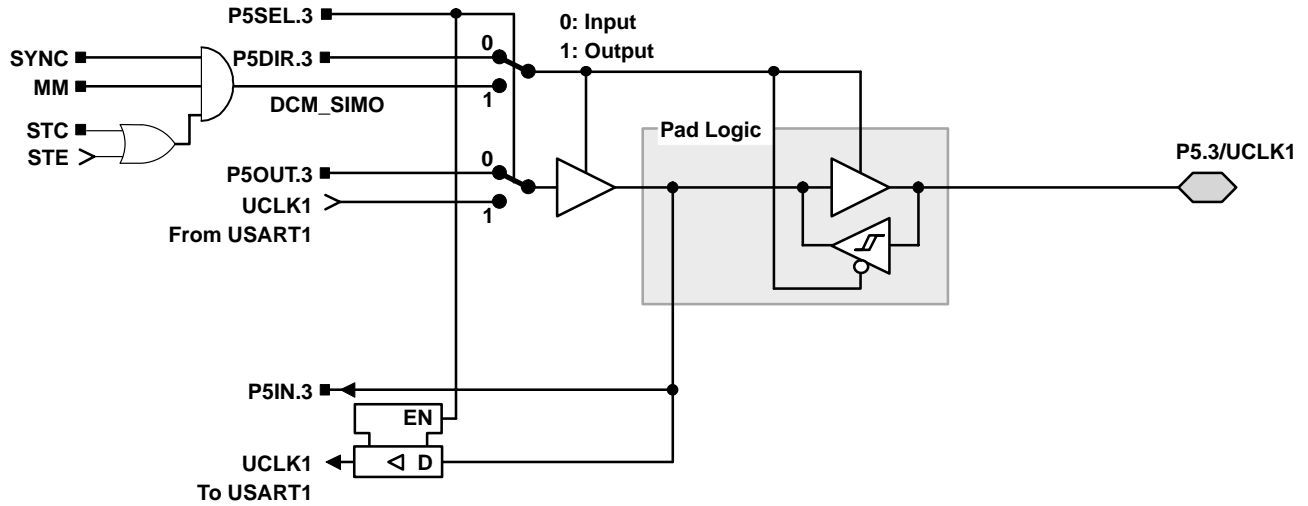 P5SEL.3
0: Input
1: Output
SYNC
P5DIR.3
0
MM
1
DCM_SIMO
STC
STE
Pad Logic
P5OUT.3
0
P5.3/UCLK1
UCLK1
1
From USART1
P5IN.3
EN
UCLK1
D
To USART1